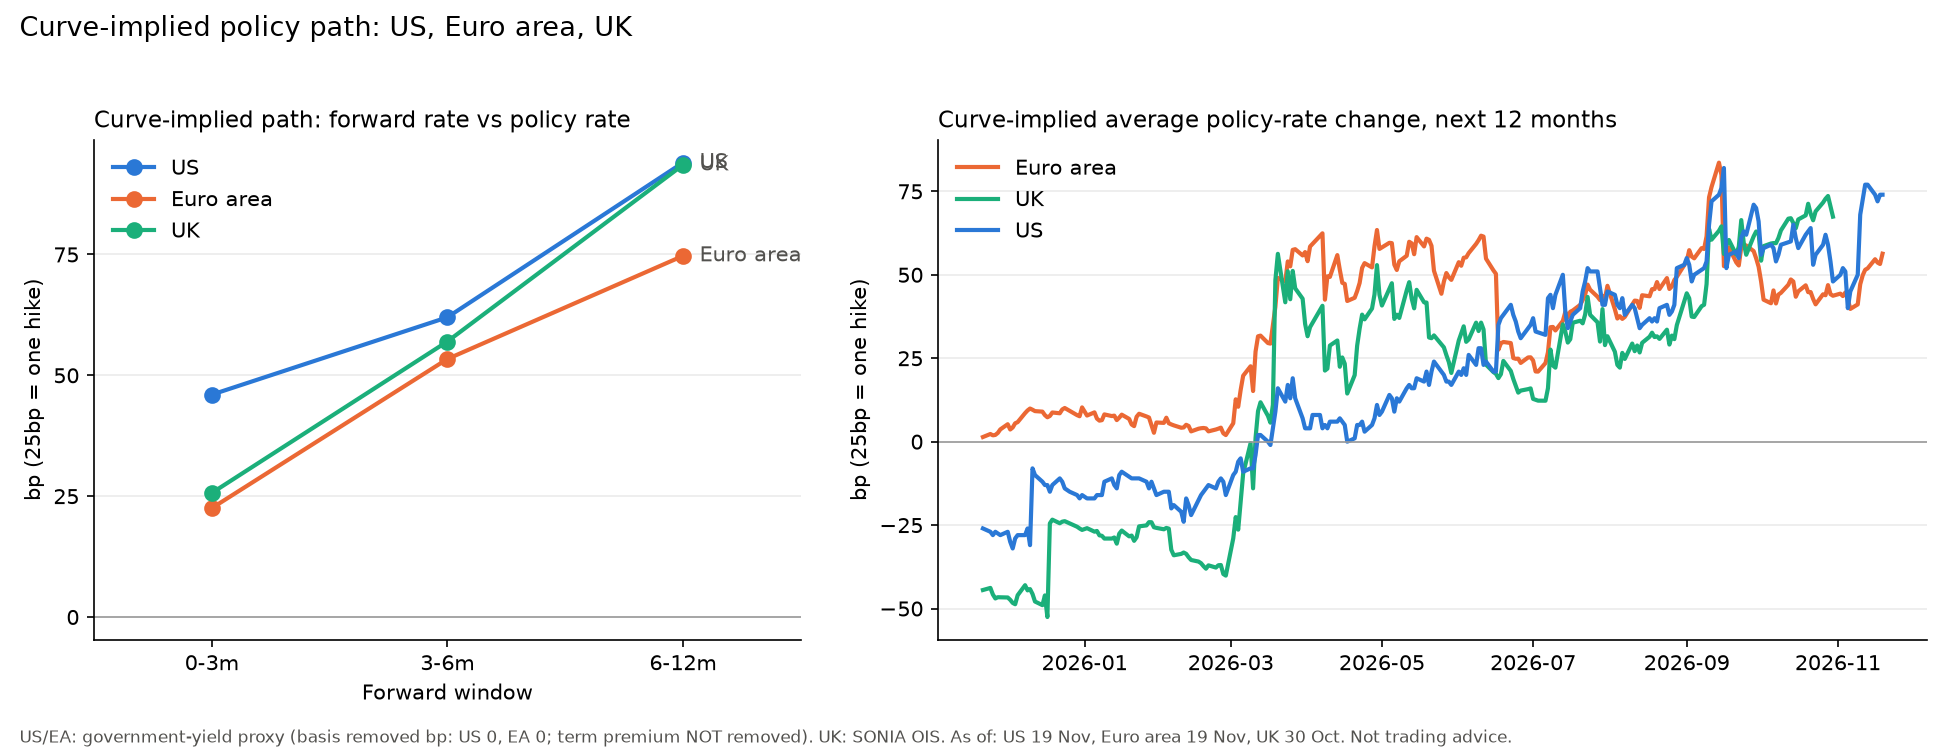 Curve-implied policy path: US, Euro area, UK
Curve-implied path: forward rate vs policy rate
US
Euro area
UK
US
UK
Euro area
75
50
25
0
bp (25bp = one hike)
0-3m
3-6m
6-12m
Forward window
Curve-implied average policy-rate change, next 12 months
Euro area
UK
US
75
50
25
0
−25
−50
bp (25bp = one hike)
2026-01
2026-03
2026-05
2026-07
2026-09
2026-11
US/EA: government-yield proxy (basis removed bp: US 0, EA 0; term premium NOT removed). UK: SONIA OIS. As of: US 19 Nov, Euro area 19 Nov, UK 30 Oct. Not trading advice.